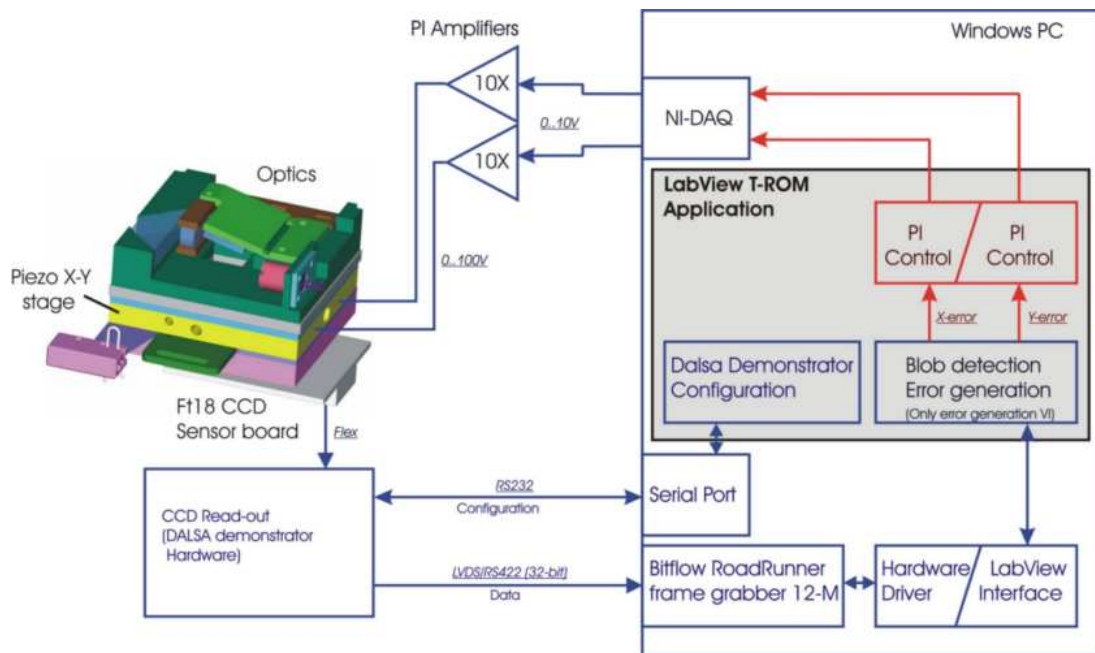 PI Amplifiers
Windows PC
10X
NI-DAQ
0..10V
10X
Optics
LabView T-ROM
Application
PI
Control
PI
Control
0..100V
Piezo X-Y
stage
X-error
Y-error
Dalsa Demonstrator
Configuration
Blob detection
Error generation
(Only error generation VI)
Ft18 CCD
Sensor board
Flex
RS232
Configuration
Serial Port
CCD Read-out
(DALSA demonstrator
Hardware)
LVDS/RS422 (32-bit)
Data
Bitflow RoadRunner
frame grabber 12-M
Hardware
Driver
LabView
Interface